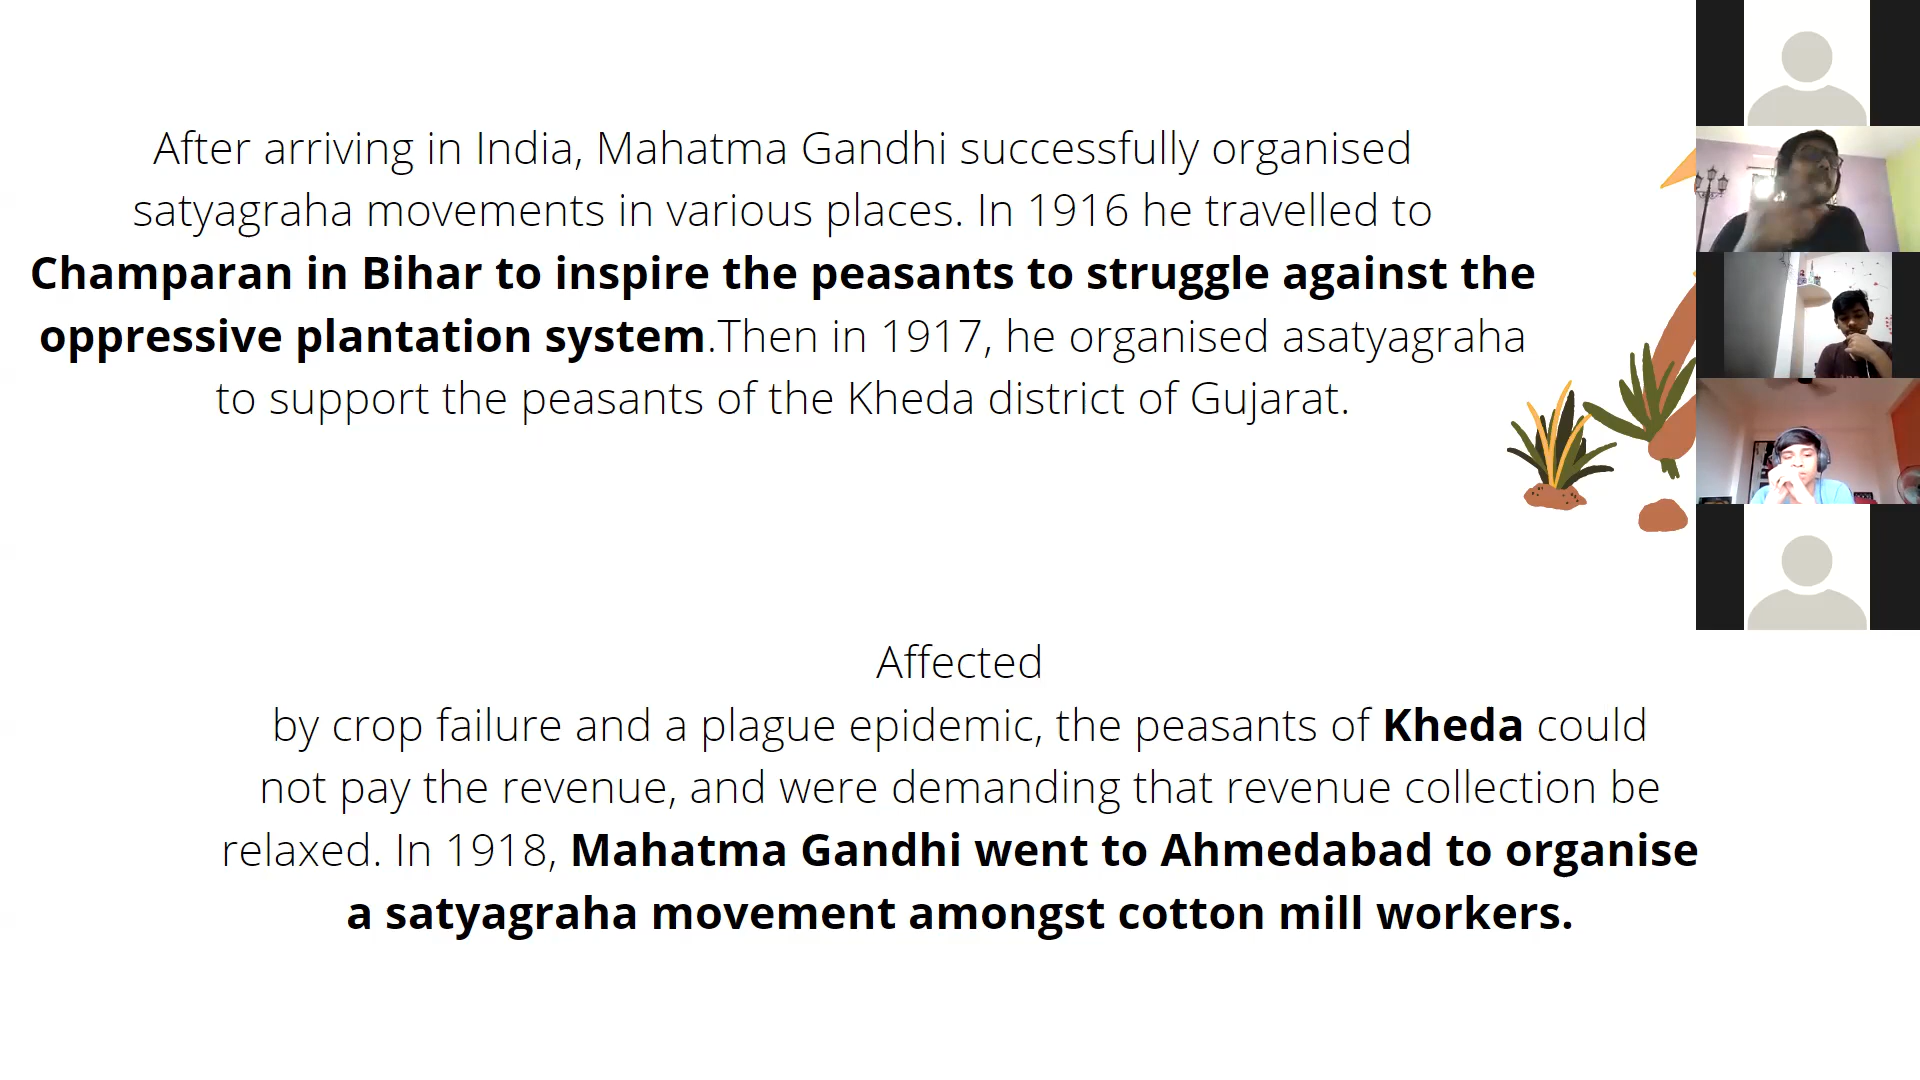 After arriving in India, Mahatma Gandhi successfully organised
satyagraha movements in various places. In 1916 he travelled to
Champaran in Bihar to inspire the peasants to struggle against the
oppressive plantation system.Then in 1917, he organised asatyagraha
to support the peasants of the Kheda district of Gujarat.
Affected
by crop failure and a plague epidemic, the peasants of Kheda could
not pay the revenue, and were demanding that revenue collection be
relaxed. In 1918, Mahatma Gandhi went to Ahmedabad to organise
a satyagraha movement amongst cotton mill workers.